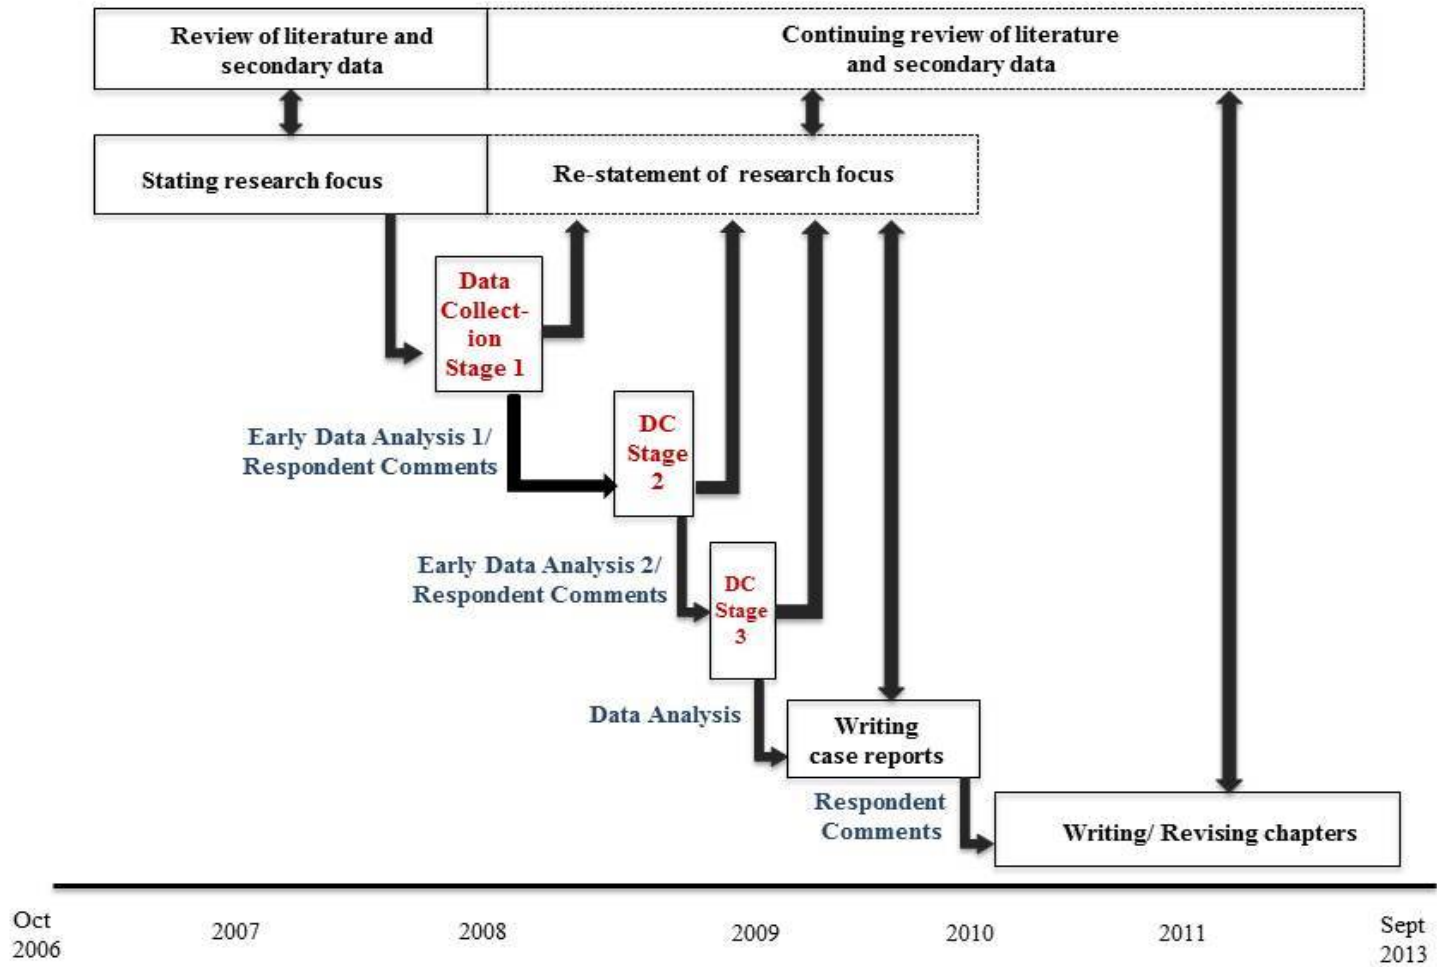 Review of literature and
secondary data
Continuing review of literature
and secondary data
Stating research focus
Re-statement of research focus
Data
Collect-
ion
Stage 1
Early Data Analysis 1/
Respondent Comments
DC
Stage
2
Early Data Analysis 2/
Respondent Comments
DC
Stage
3
Data Analysis
Writing
case reports
Respondent
Comments
Writing/ Revising chapters
Oct
2006
2007
2008
2009
2010
2011
Sept
2013